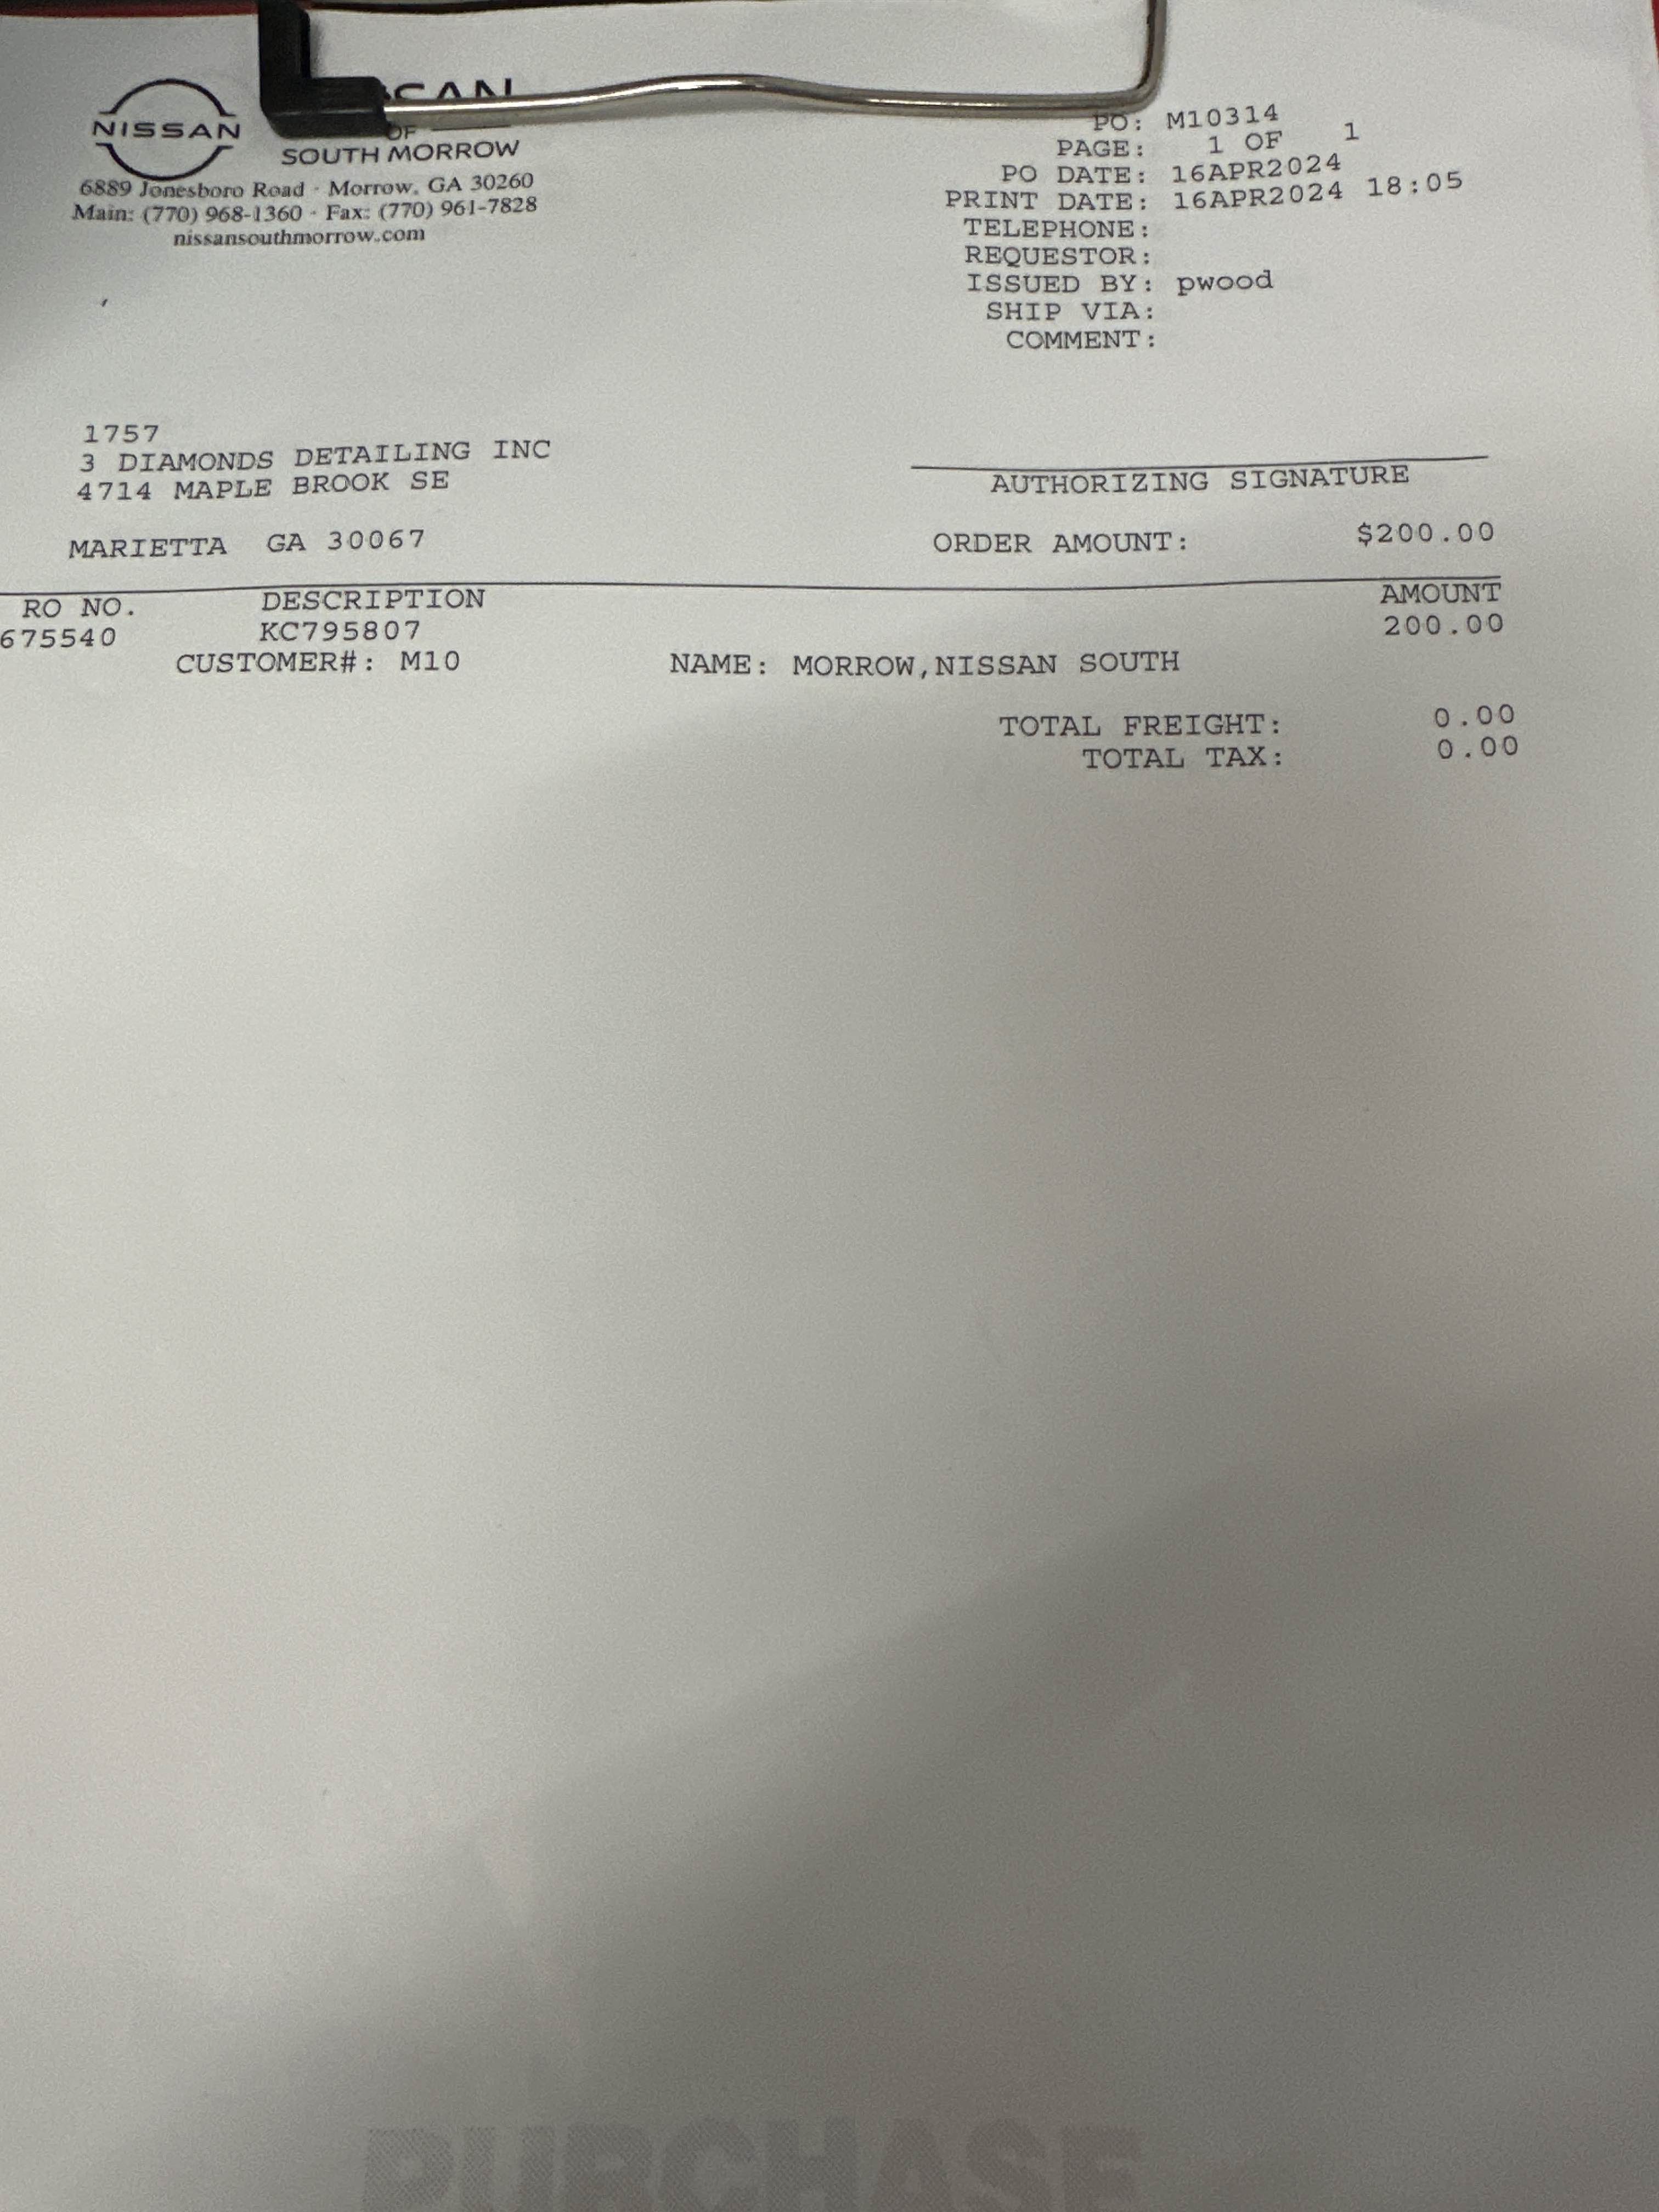 NISSAN
OF
SOUTH MORROW
6889 Jonesboro Road · Morrow, GA 30260
Main: (770) 968-1360 · Fax: (770) 961-7828
nissansouthmorrow.com
PO: M10314
PAGE: 1 OF 1
PO DATE: 16APR2024
PRINT DATE: 16APR2024 18:05
TELEPHONE:
REQUESTOR:
ISSUED BY: pwood
SHIP VIA:
COMMENT:
1757
3 DIAMONDS DETAILING INC
4714 MAPLE BROOK SE
MARIETTA GA 30067
AUTHORIZING SIGNATURE
ORDER AMOUNT: $200.00
RO NO. DESCRIPTION AMOUNT
675540 KC795807 200.00
CUSTOMER#: M10 NAME: MORROW,NISSAN SOUTH
TOTAL FREIGHT: 0.00
TOTAL TAX: 0.00
PURCHASE